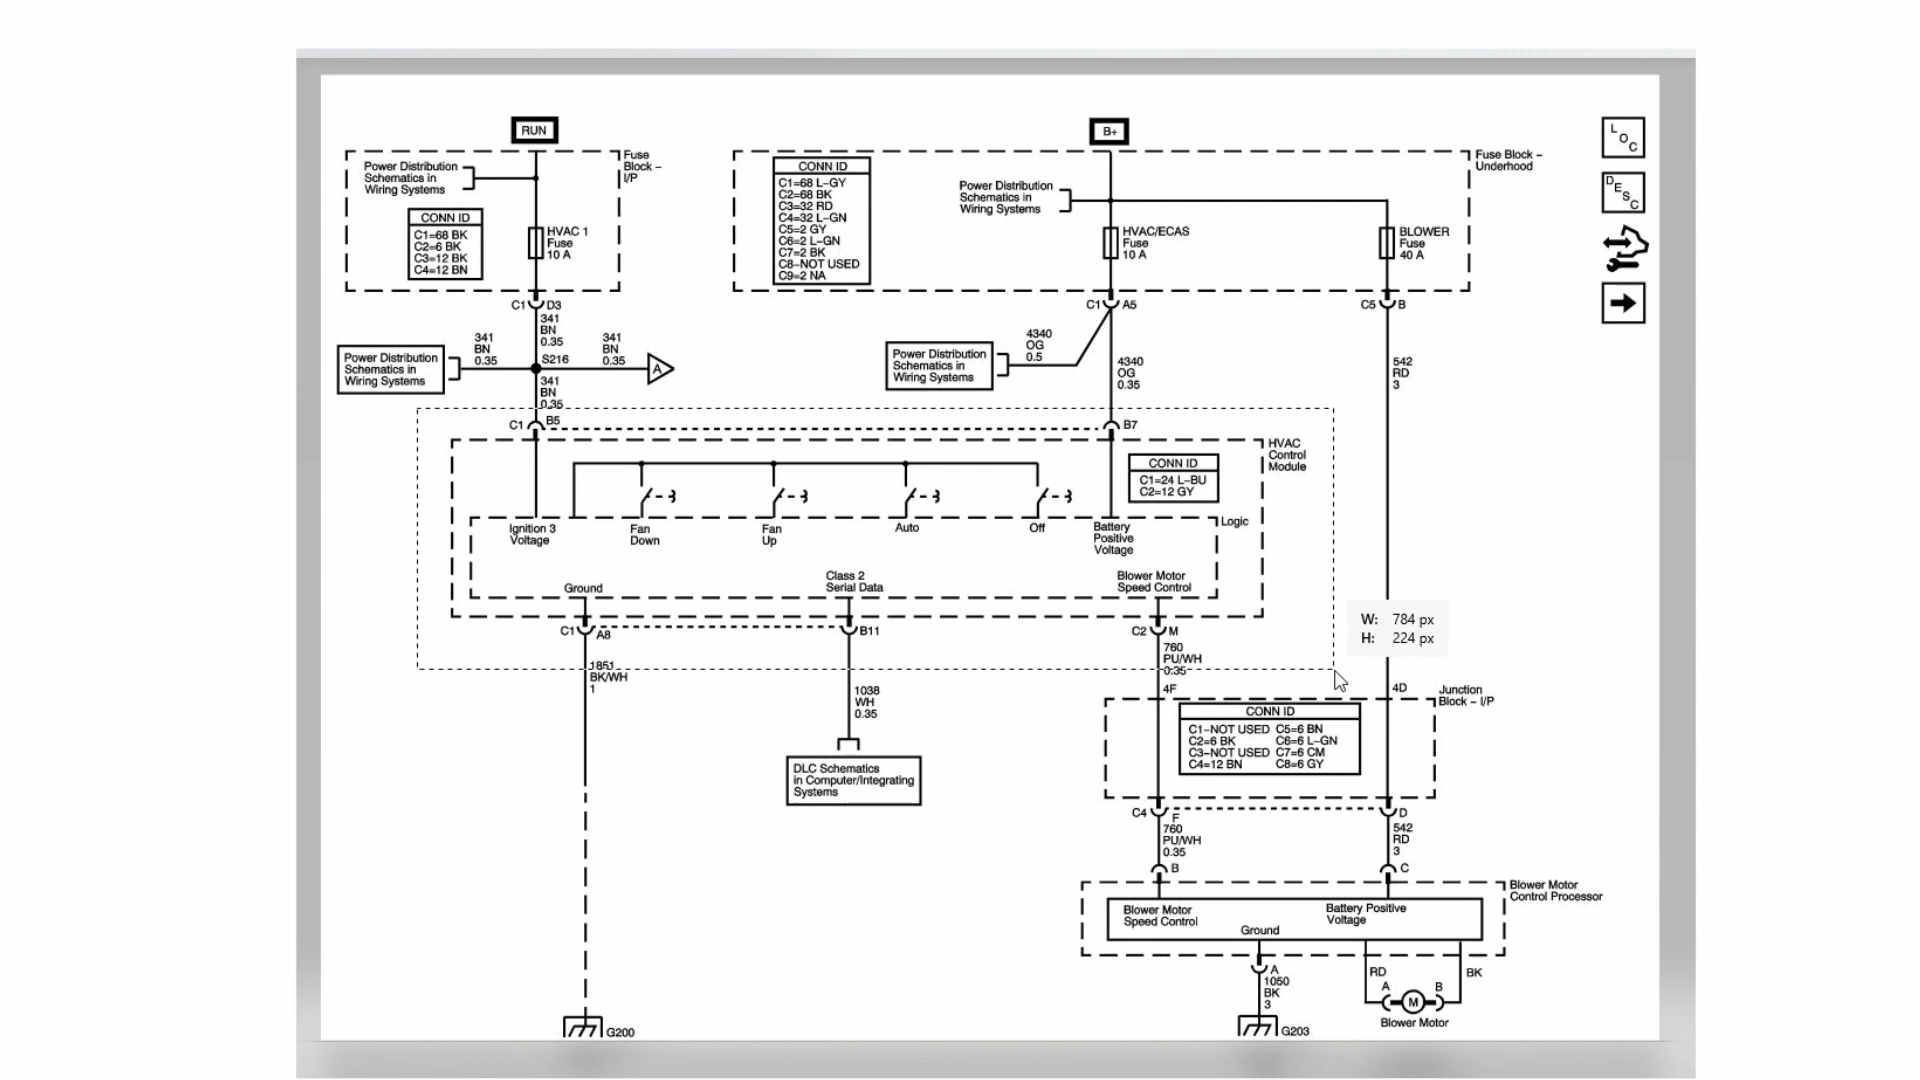 RUN
B+
Fuse
Block –
I/P
Power Distribution
Schematics in
Wiring Systems
CONN ID
C1=68 BK
C2=6 BK
C3=12 BK
C4=12 BN
HVAC 1
Fuse
10 A
CONN ID
C1=68 L–GY
C2=68 BK
C3=32 RD
C4=32 L–GN
C5=2 GY
C6=2 L–GN
C7=2 BK
C8–NOT USED
C9=2 NA
Power Distribution
Schematics in
Wiring Systems
HVAC/ECAS
Fuse
10 A
BLOWER
Fuse
40 A
Fuse Block –
Underhood
L
O
C
D
E
S
C
C1 D3
C1 A5
C5 B
341
BN
0.35
341
BN
0.35
341
BN
0.35
S216
A
Power Distribution
Schematics in
Wiring Systems
341
BN
0.35
4340
OG
0.5
Power Distribution
Schematics in
Wiring Systems
4340
OG
0.35
542
RD
3
C1 B5
B7
HVAC
Control
Module
CONN ID
C1=24 L–BU
C2=12 GY
Logic
Ignition 3
Voltage
Fan
Down
Fan
Up
Auto
Off
Battery
Positive
Voltage
Ground
Class 2
Serial Data
Blower Motor
Speed Control
C1 A8
B11
C2 M
W: 784 px
H: 224 px
1851
BK/WH
1
1038
WH
0.35
760
PU/WH
0.35
4F
4D
Junction
Block – I/P
CONN ID
C1–NOT USED C5=6 BN
C2=6 BK C6=6 L–GN
C3–NOT USED C7=6 CM
C4=12 BN C8=6 GY
DLC Schematics
in Computer/Integrating
Systems
C4 F
D
760
PU/WH
0.35
542
RD
3
B
C
Blower Motor
Control Processor
Blower Motor
Speed Control
Battery Positive
Voltage
Ground
A
1050
BK
3
RD
BK
A
B
M
Blower Motor
G200
G203